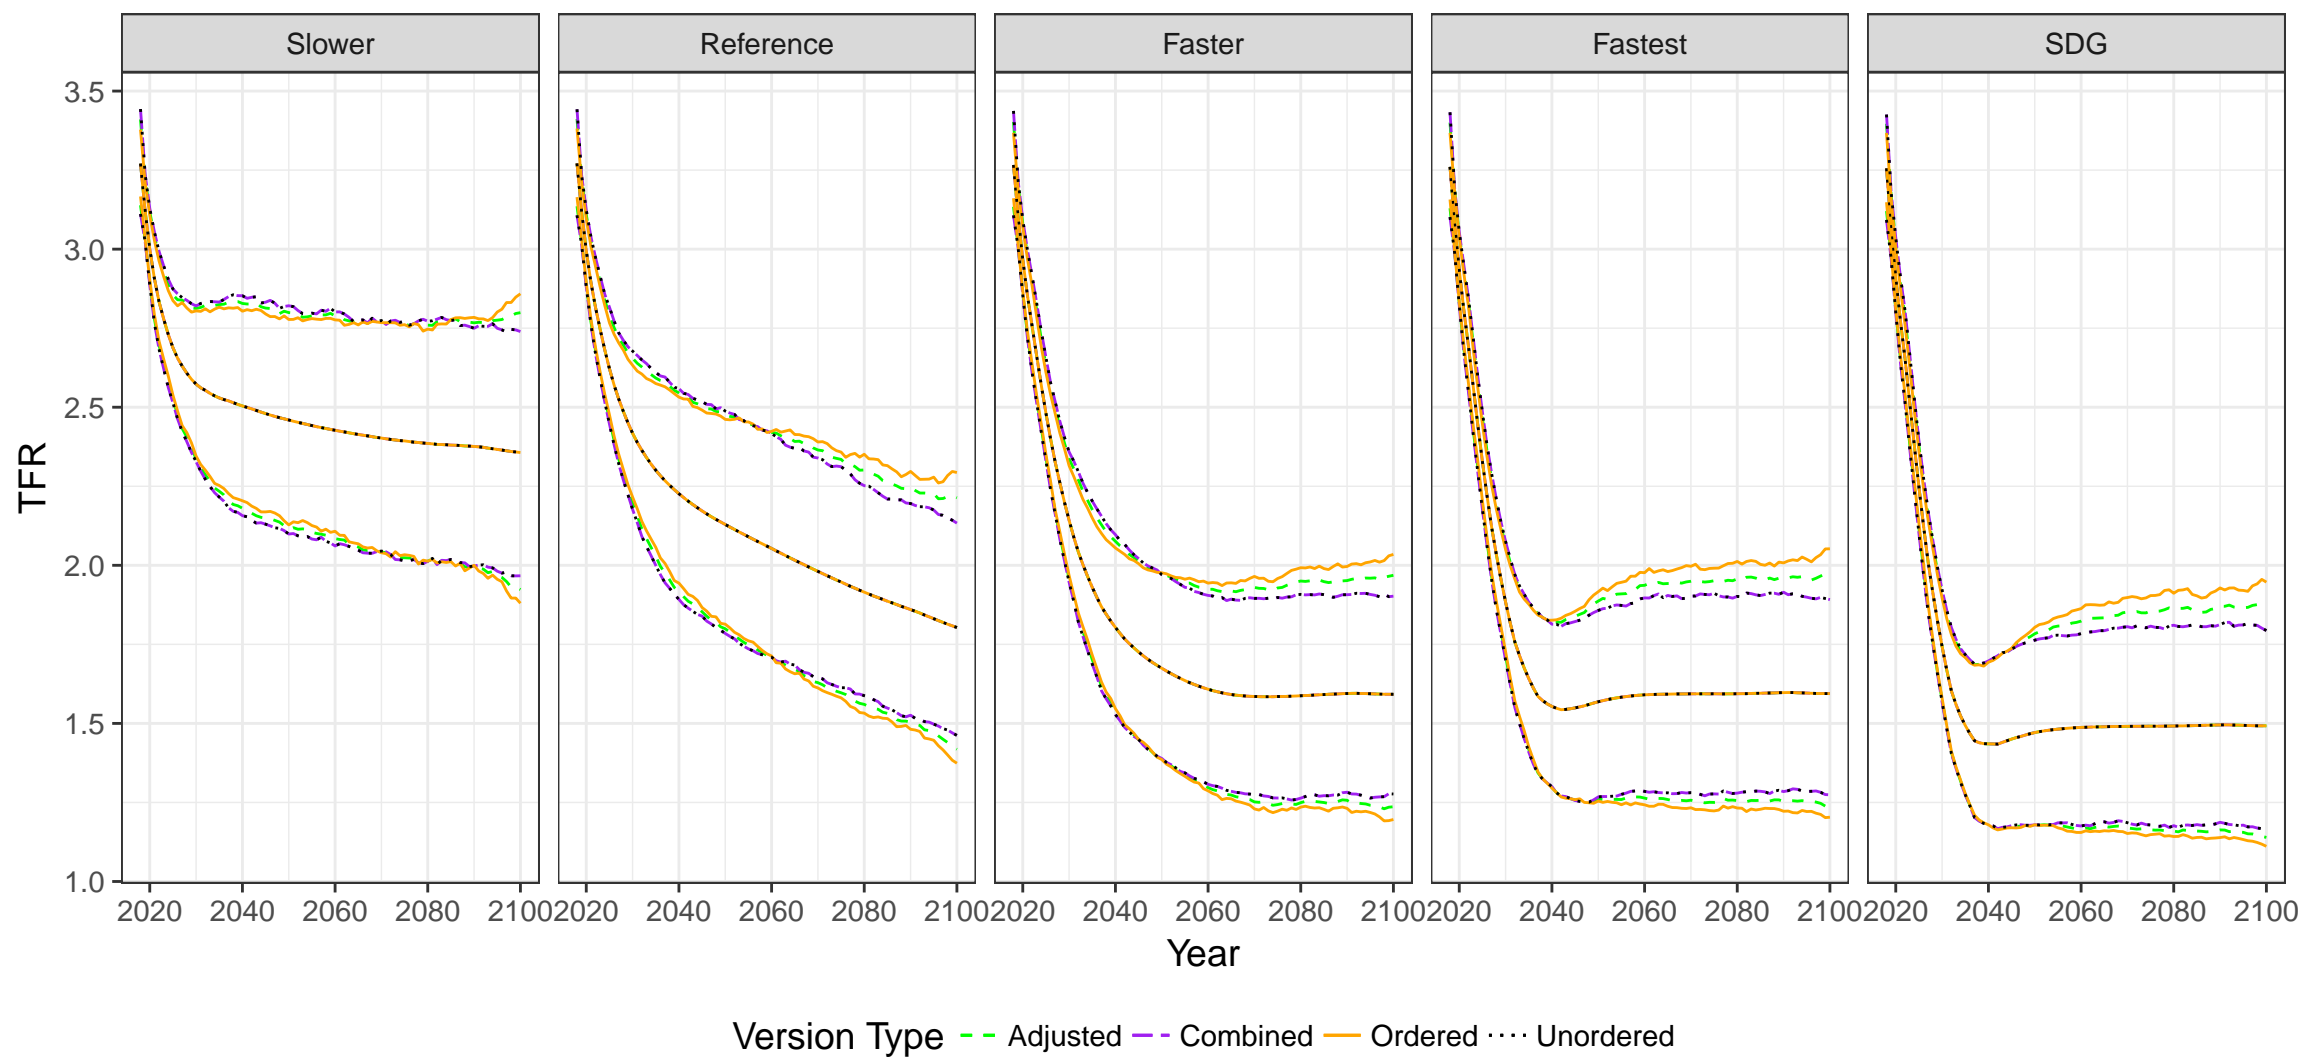 Slower Reference Faster Fastest SDG
3.5
3.0
2.5
2.0
1.5
1.0
TFR
2020 2040 2060 2080 2100 2020 2040 2060 2080 2100 2020 2040 2060 2080 2100 2020 2040 2060 2080 2100 2020 2040 2060 2080 2100
Year
Version Type Adjusted Combined Ordered Unordered